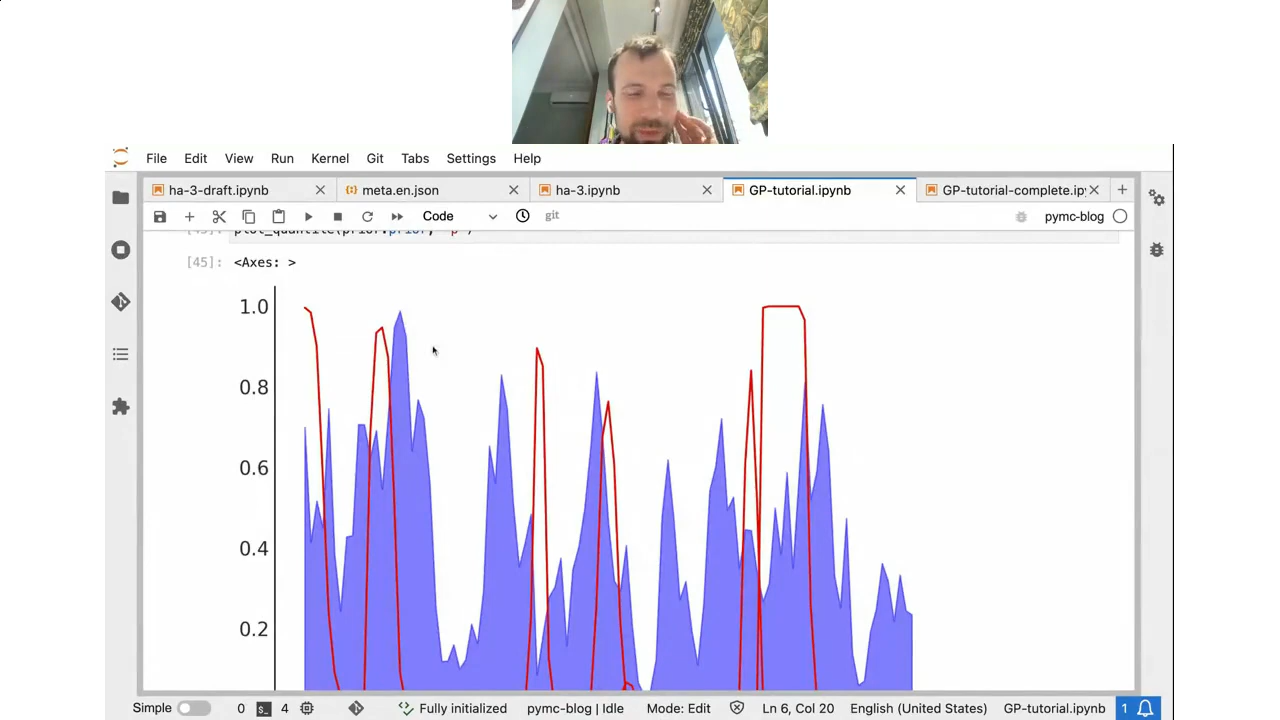 File Edit View Run Kernel Git Tabs Settings Help
ha-3-draft.ipynb meta.en.json ha-3.ipynb GP-tutorial.ipynb GP-tutorial-complete.ip
Code git pymc-blog
[45]: <Axes: >
1.0
0.8
0.6
0.4
0.2
Simple 0 4 Fully initialized pymc-blog | Idle Mode: Edit Ln 6, Col 20 English (United States) GP-tutorial.ipynb 1